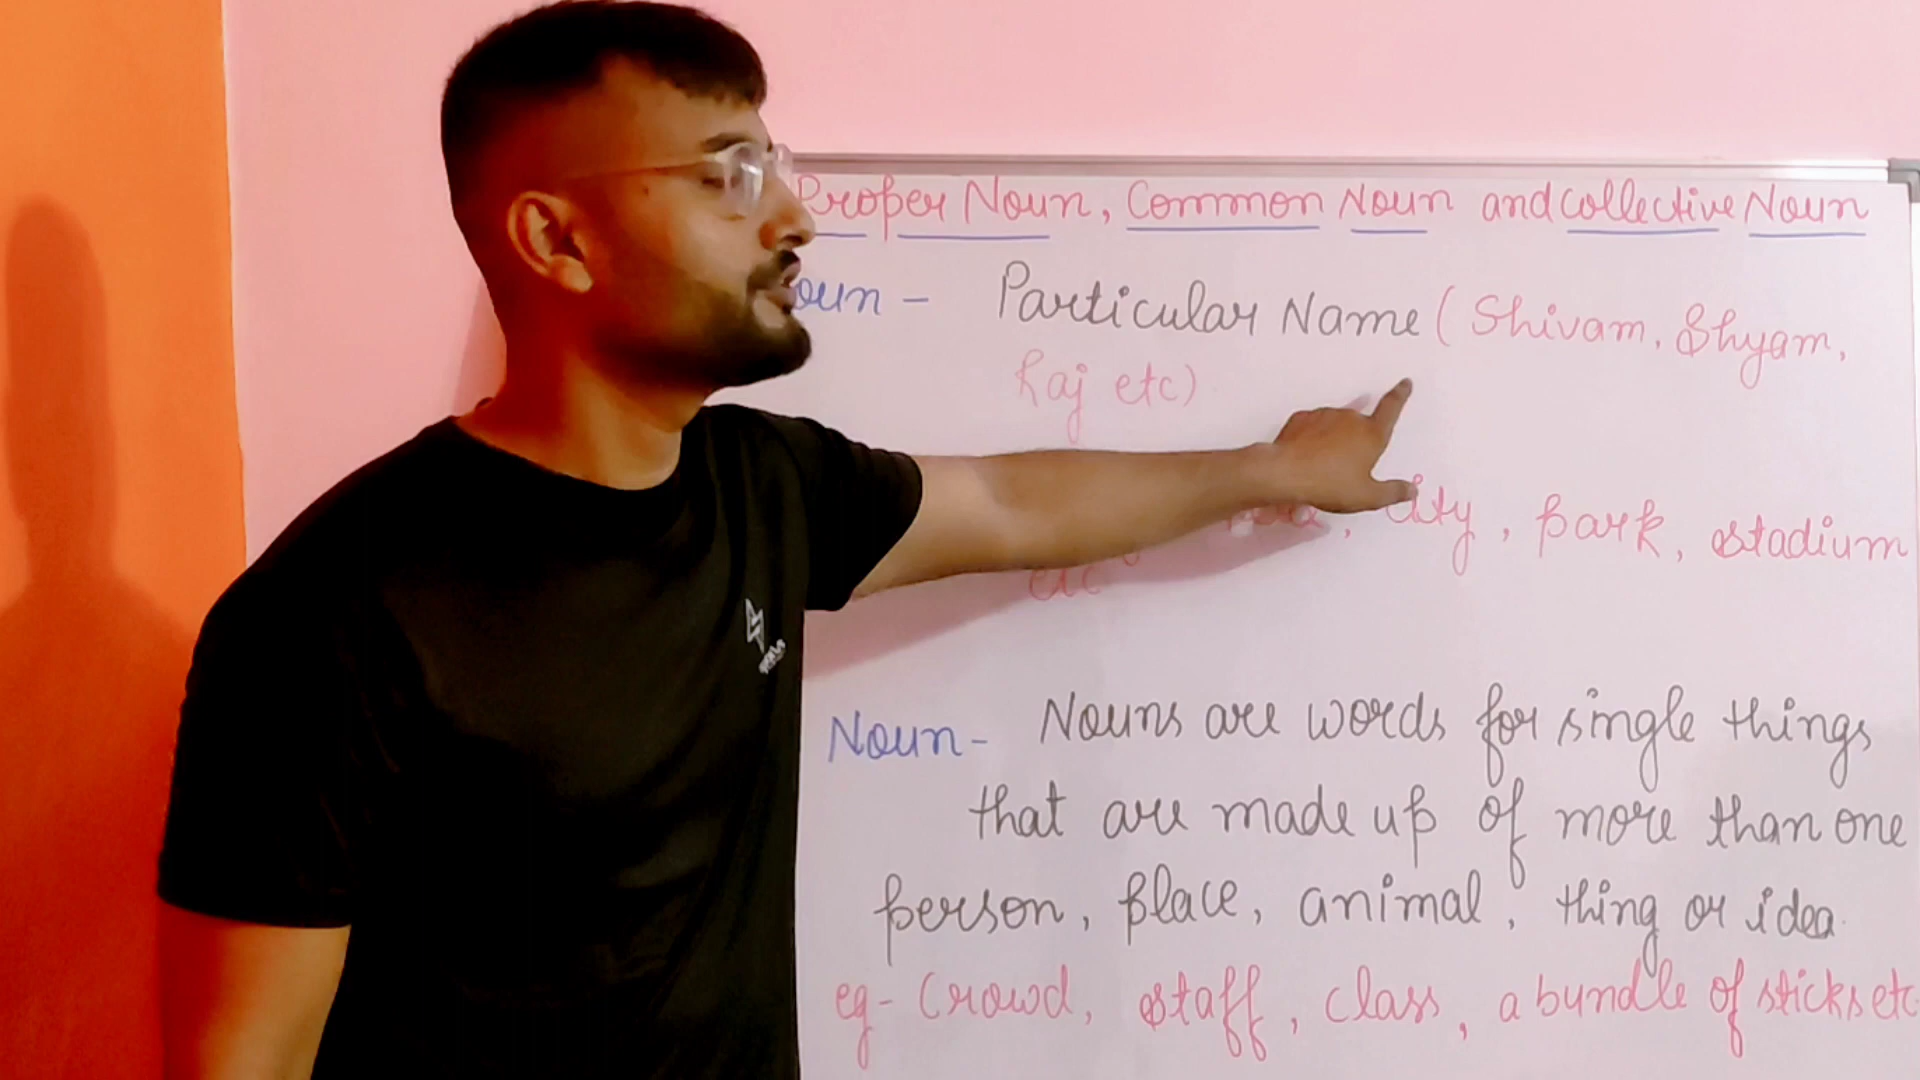 Proper Noun, Common Noun and collective Noun
oun - Particular Name (Shivam, Shyam,
Raj etc)
City, park, stadium
etc
Noun - Nouns are words for single things
that are made up of more than one
person, place, animal, thing or idea.
eg - Crowd, staff, class, a bundle of sticks etc